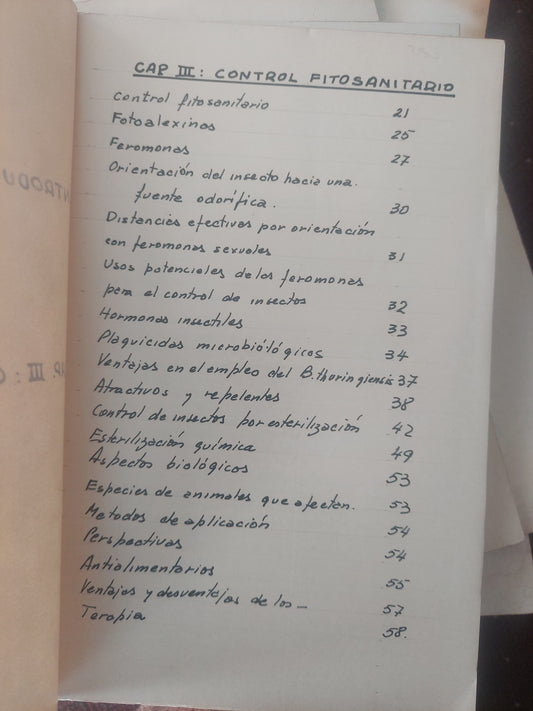 CAP III: CONTROL FITOSANITARIO
Control fitosanitario 21
Fotoalexinas 25
Feromonas 27
Orientación del insecto hacia una.
fuente odorífica. 30
Distancias efectivas por orientación
con feromonas sexuales 31
Usos potenciales de las feromonas
para el control de insectos 32
Hormonas insectiles 33
Plaguicidas microbiólógicos 34
Ventajas en el empleo del B.thuringiensis 37
Atractivos y repelentes 38
Control de insectos por esterilización 42
Esterilización química 49
Aspectos biológicos 53
Especies de animales que afecten. 53
Metodos de aplicación 54
Perspectivas 54
Antialimentarios 55
Ventajas y desventajas de los - 57
Terapia 58.